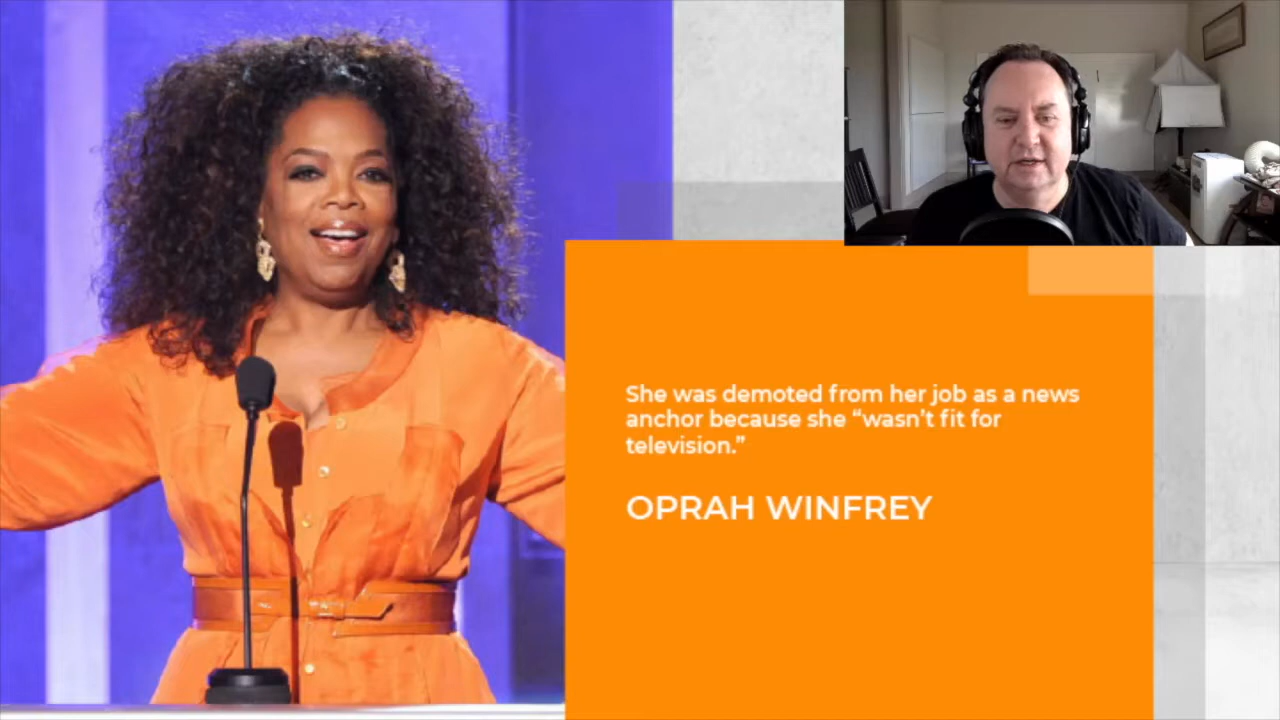 She was demoted from her job as a news
anchor because she “wasn’t fit for
television.”
OPRAH WINFREY